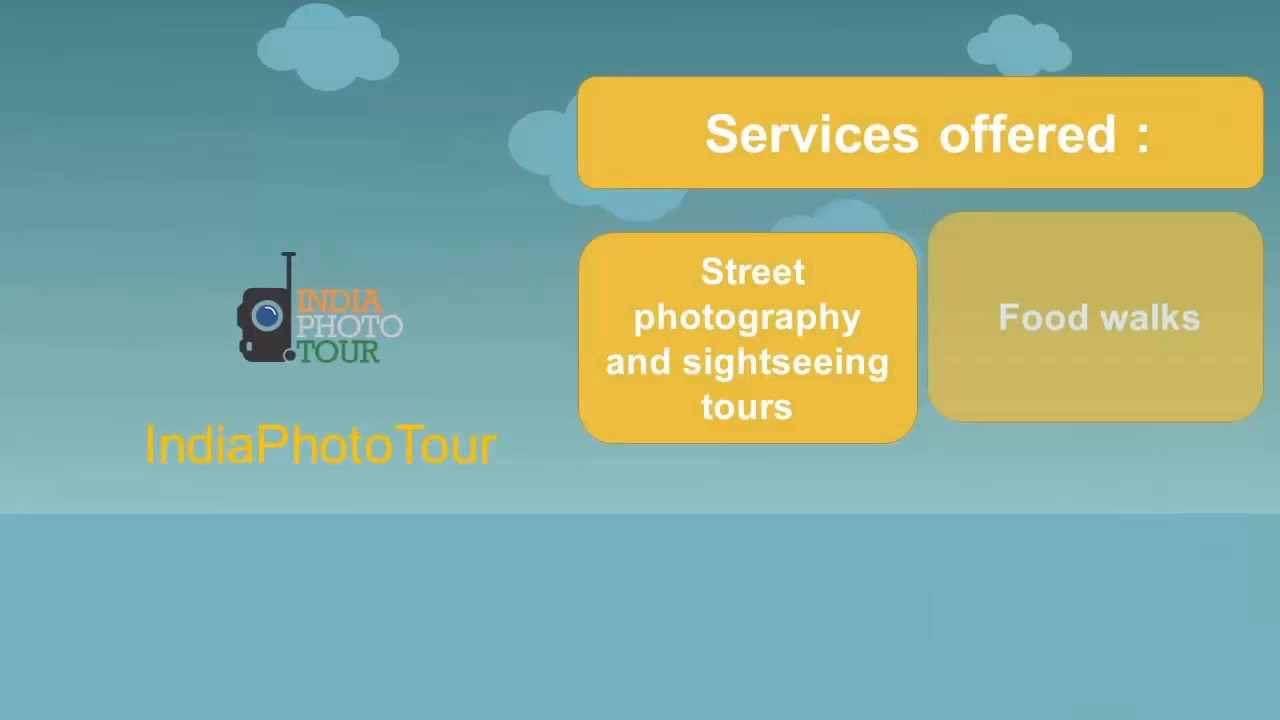 Services offered :
Street
photography
and sightseeing
tours
Food walks
INDIA
PHOTO
TOUR
IndiaPhotoTour